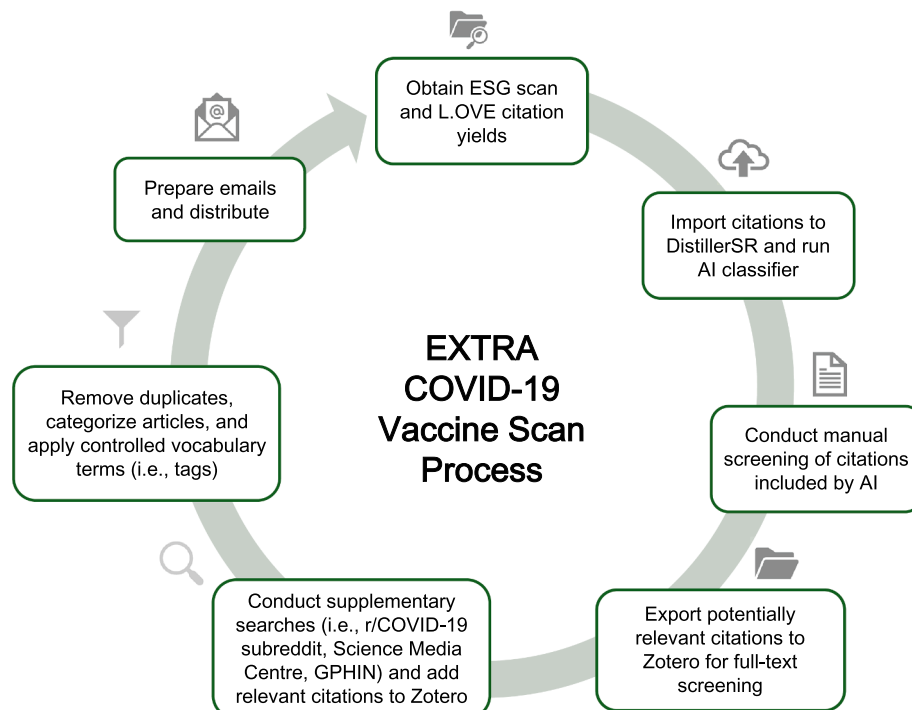 Obtain ESG scan
and L.OVE citation
yields
Import citations to
DistillerSR and run
AI classifier
Conduct manual
screening of citations
included by AI
Export potentially
relevant citations to
Zotero for full-text
screening
Conduct supplementary
searches (i.e., r/COVID-19
subreddit, Science Media
Centre, GPHIN) and add
relevant citations to Zotero
Remove duplicates,
categorize articles, and
apply controlled vocabulary
terms (i.e., tags)
@
Prepare emails
and distribute
EXTRA
COVID-19
Vaccine Scan
Process